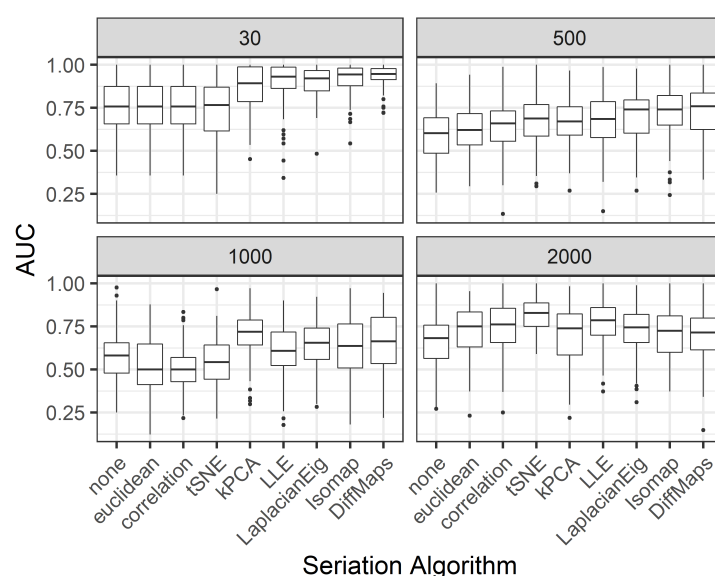 30
500
1.00
0.75
0.50
0.25
AUC
1000
2000
1.00
0.75
0.50
0.25
none
euclidean
correlation
tSNE
kPCA
LLE
LaplacianEig
Isomap
DiffMaps
none
euclidean
correlation
tSNE
kPCA
LLE
LaplacianEig
Isomap
DiffMaps
Seriation Algorithm